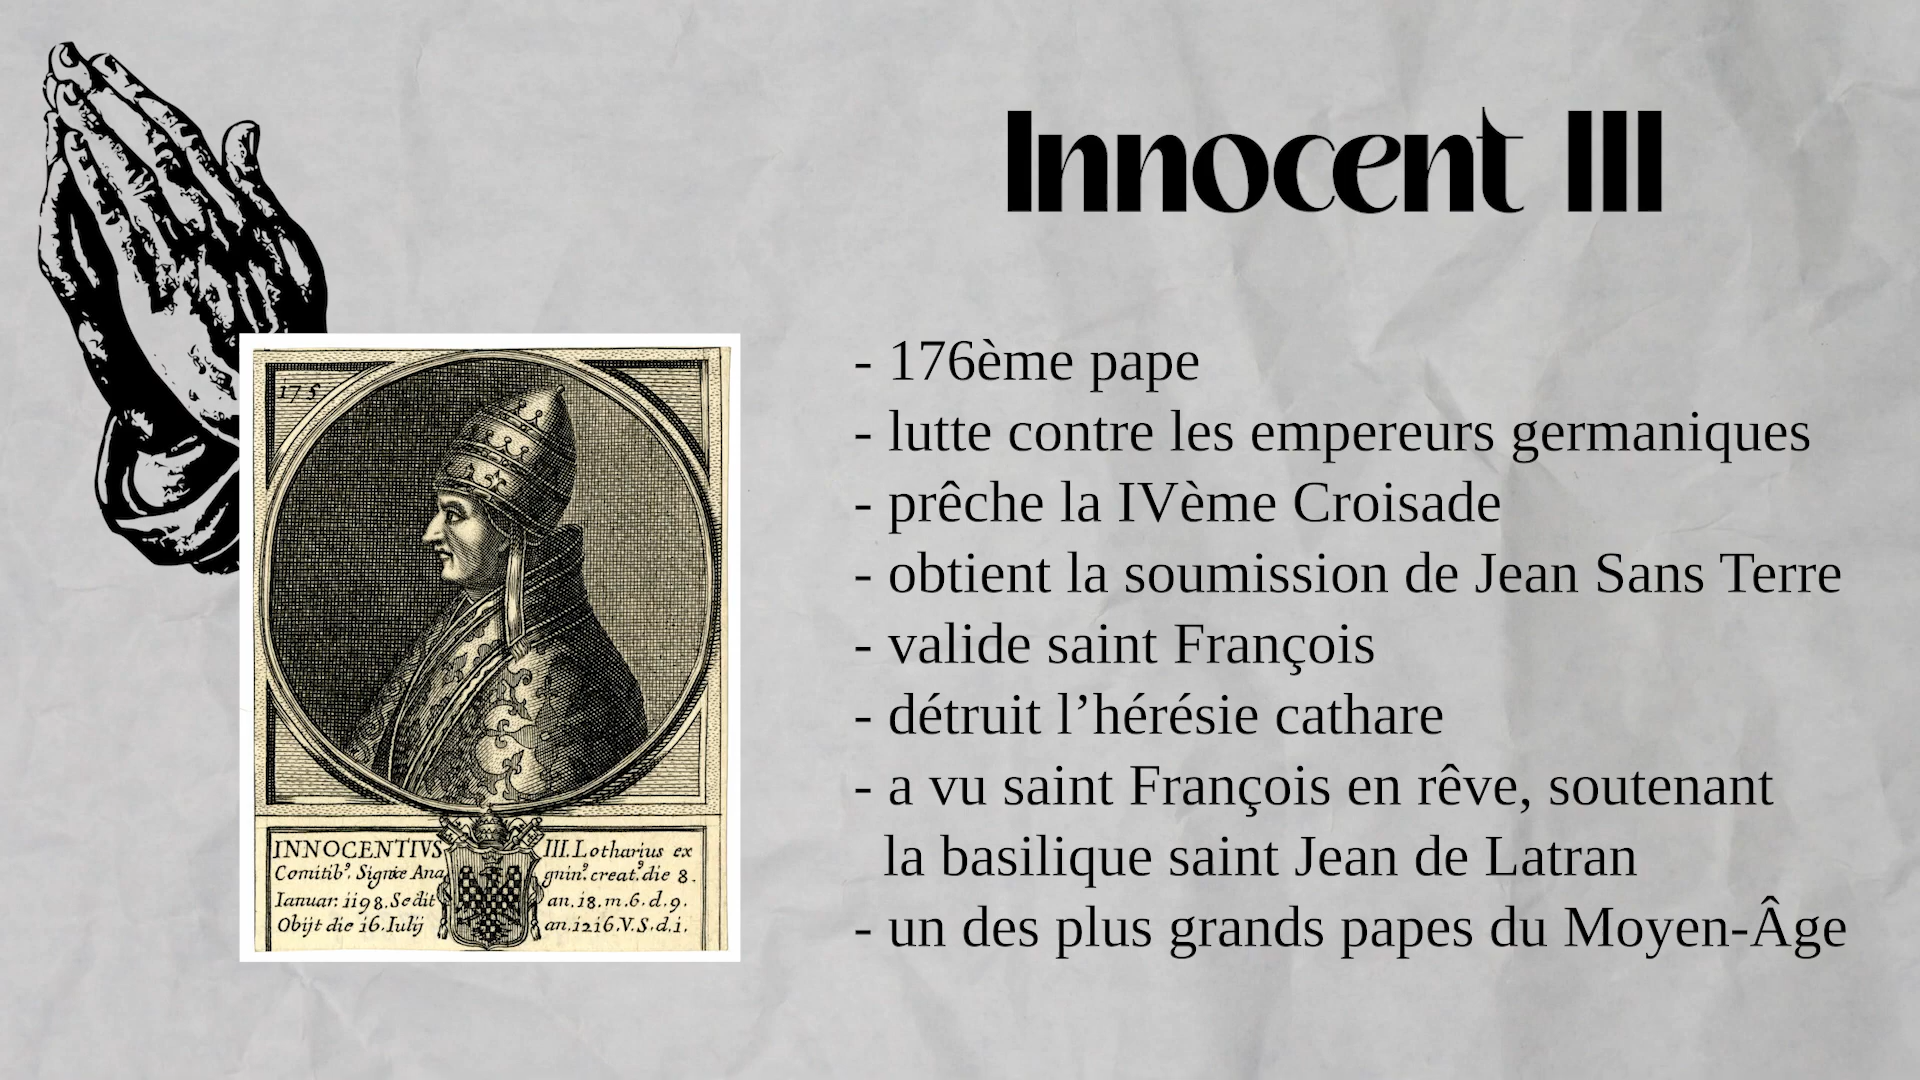 Innocent III
175
- 176ème pape
- lutte contre les empereurs germaniques
- prêche la IVème Croisade
- obtient la soumission de Jean Sans Terre
- valide saint François
- détruit l’hérésie cathare
- a vu saint François en rêve, soutenant
la basilique saint Jean de Latran
- un des plus grands papes du Moyen-Âge
INNOCENTIVS III. Lotharius ex
Comitib⁹. Signiæ Ana gnin⁹. creat. die 8.
Ianuar. 1198. Sedit an. 18. m. 6. d. 9.
Obijt die 16. Iulij an. 1216. V. S. d. 1.